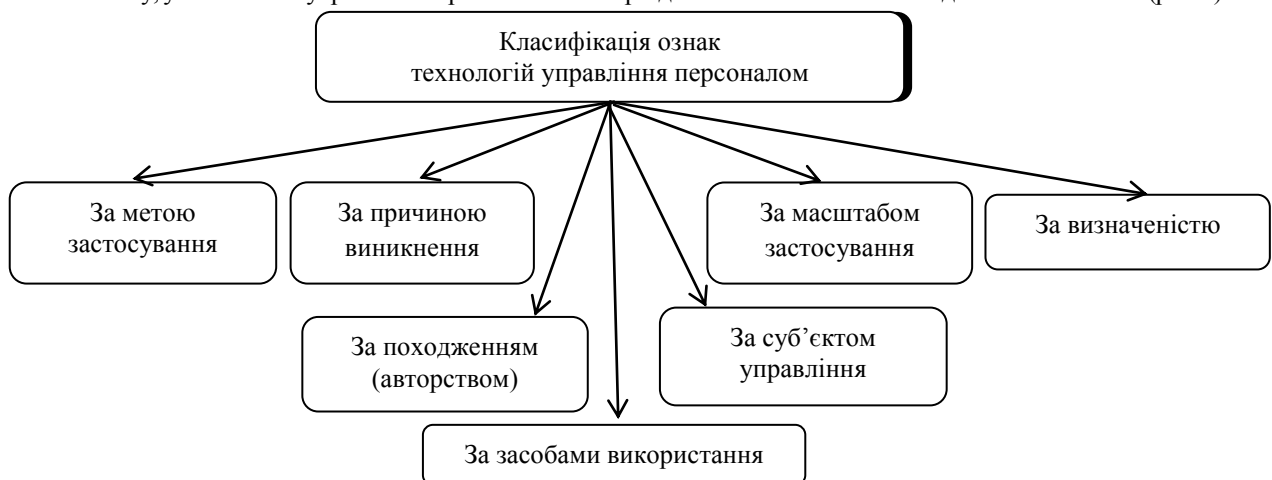 Класифікація ознак
технологій управління персоналом
За метою
застосування
За причиною
виникнення
За масштабом
застосування
За визначеністю
За походженням
(авторством)
За суб’єктом
управління
За засобами використання